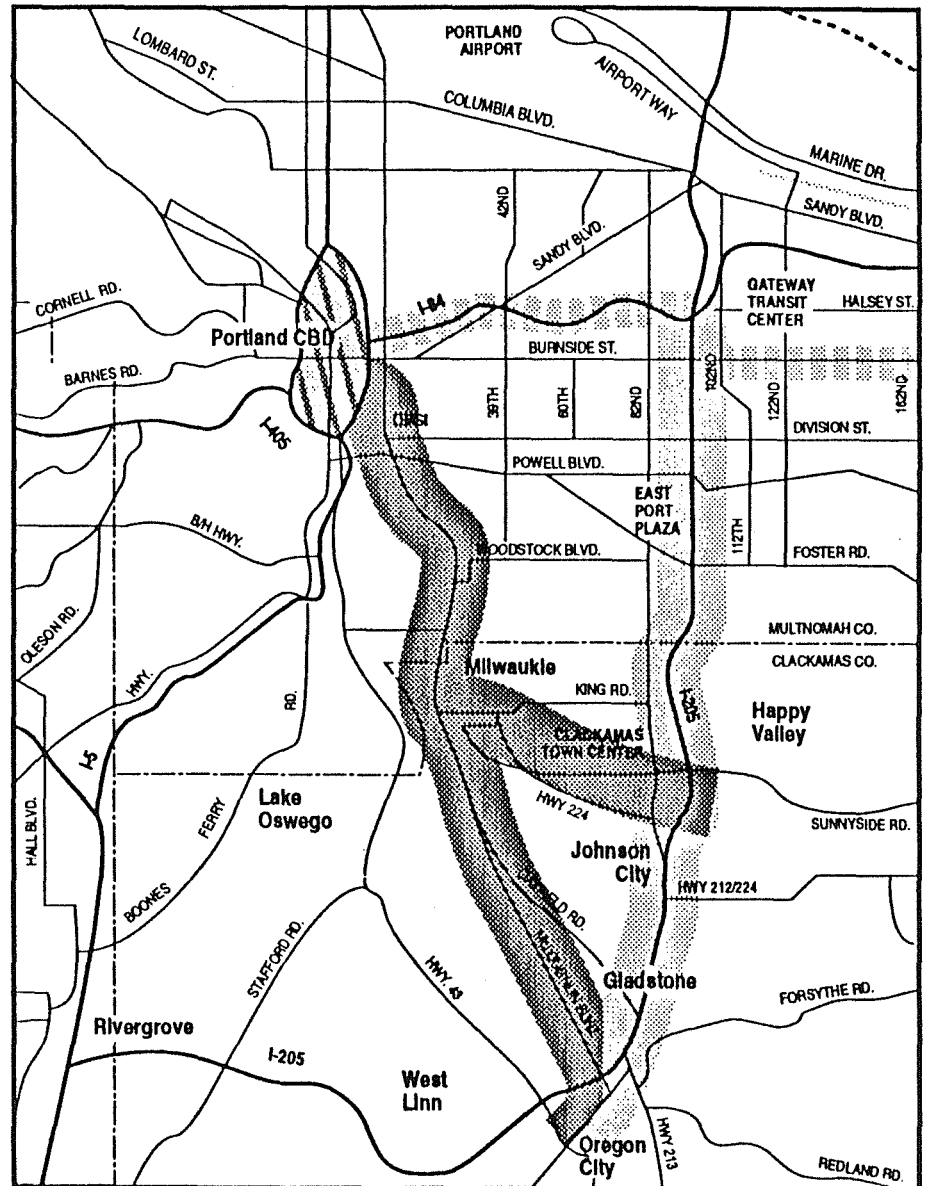 PORTLAND
AIRPORT
LOMBARD ST.
AIRPORT WAY
COLUMBIA BLVD.
MARINE DR.
42ND
SANDY BLVD.
SANDY BLVD.
GATEWAY
TRANSIT
CENTER
HALSEY ST.
CORNELL RD.
I-84
Portland CBD
BURNSIDE ST.
BARNES RD.
39TH
60TH
82ND
102ND
122ND
162ND
I-405
DIVISION ST.
POWELL BLVD.
EAST
PORT
PLAZA
B/H HWY.
WOODSTOCK BLVD.
112TH
FOSTER RD.
OLESON RD.
MULTNOMAH CO.
CLACKAMAS CO.
HWY.
RD.
Milwaukie
KING RD.
I-205
Happy
Valley
CLACKAMAS
TOWN CENTER
I-5
Lake
Oswego
FERRY
HWY 224
SUNNYSIDE RD.
HALL BLVD.
Johnson
City
BOONES
HWY 212/224
STAFFORD RD.
HWY. 43
Gladstone
FORSYTHE RD.
Rivergrove
I-205
West
Linn
Oregon
City
HWY 213
REDLAND RD.